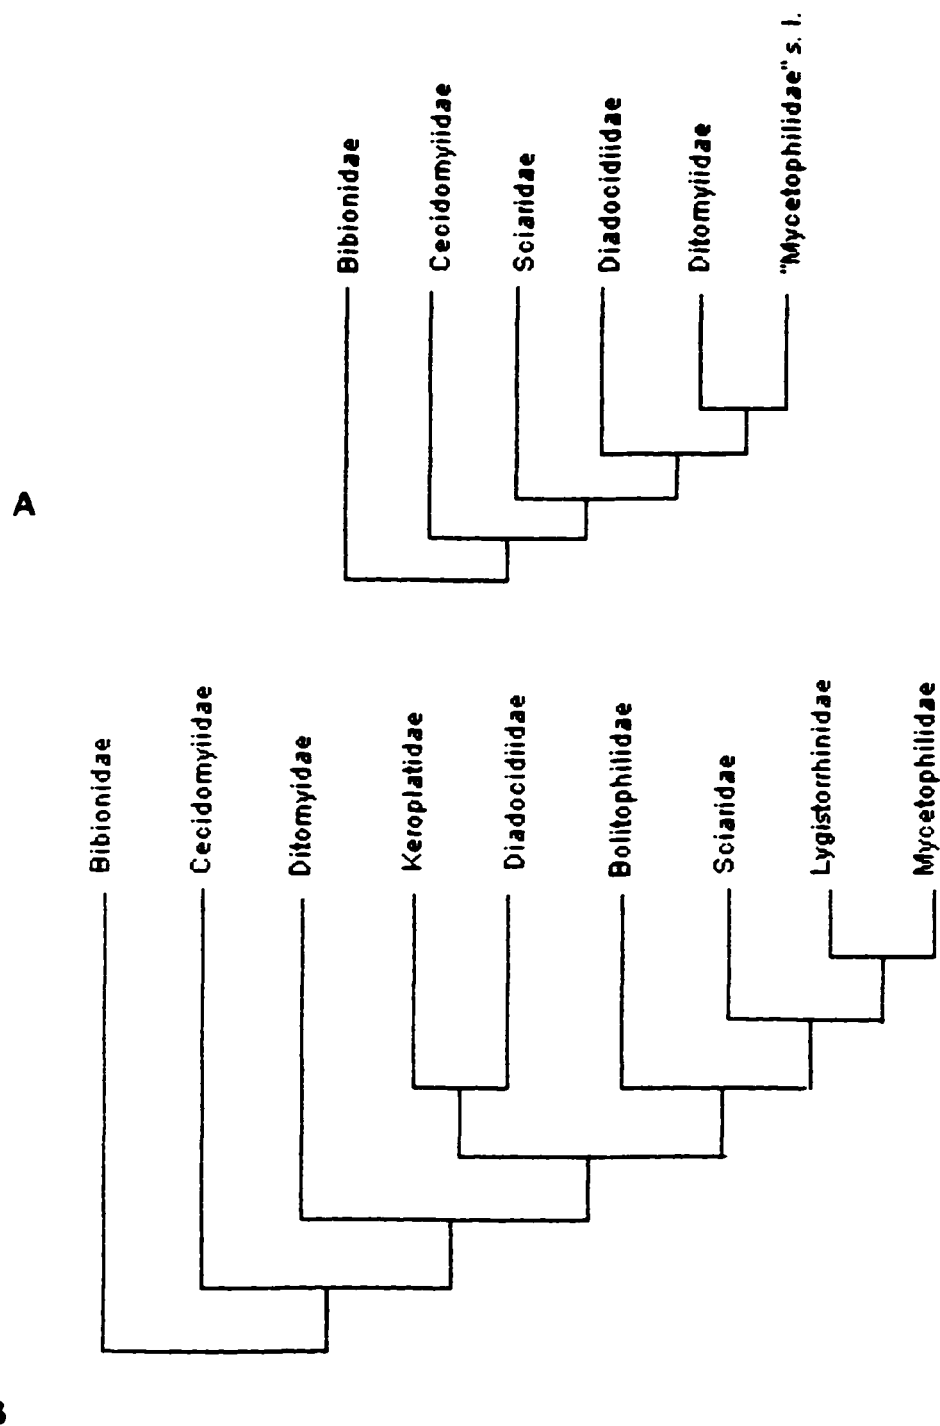 Bibionidae
Cecidomyiidae
Sciaridae
Diadocidiidae
Ditomyiidae
"Mycetophilidae" s. l.
A
Bibionidae
Cecidomyiidae
Ditomyidae
Keroplatidae
Diadocidiidae
Bolitophilidae
Sciaridae
Lygistorrhinidae
Mycetophilidae